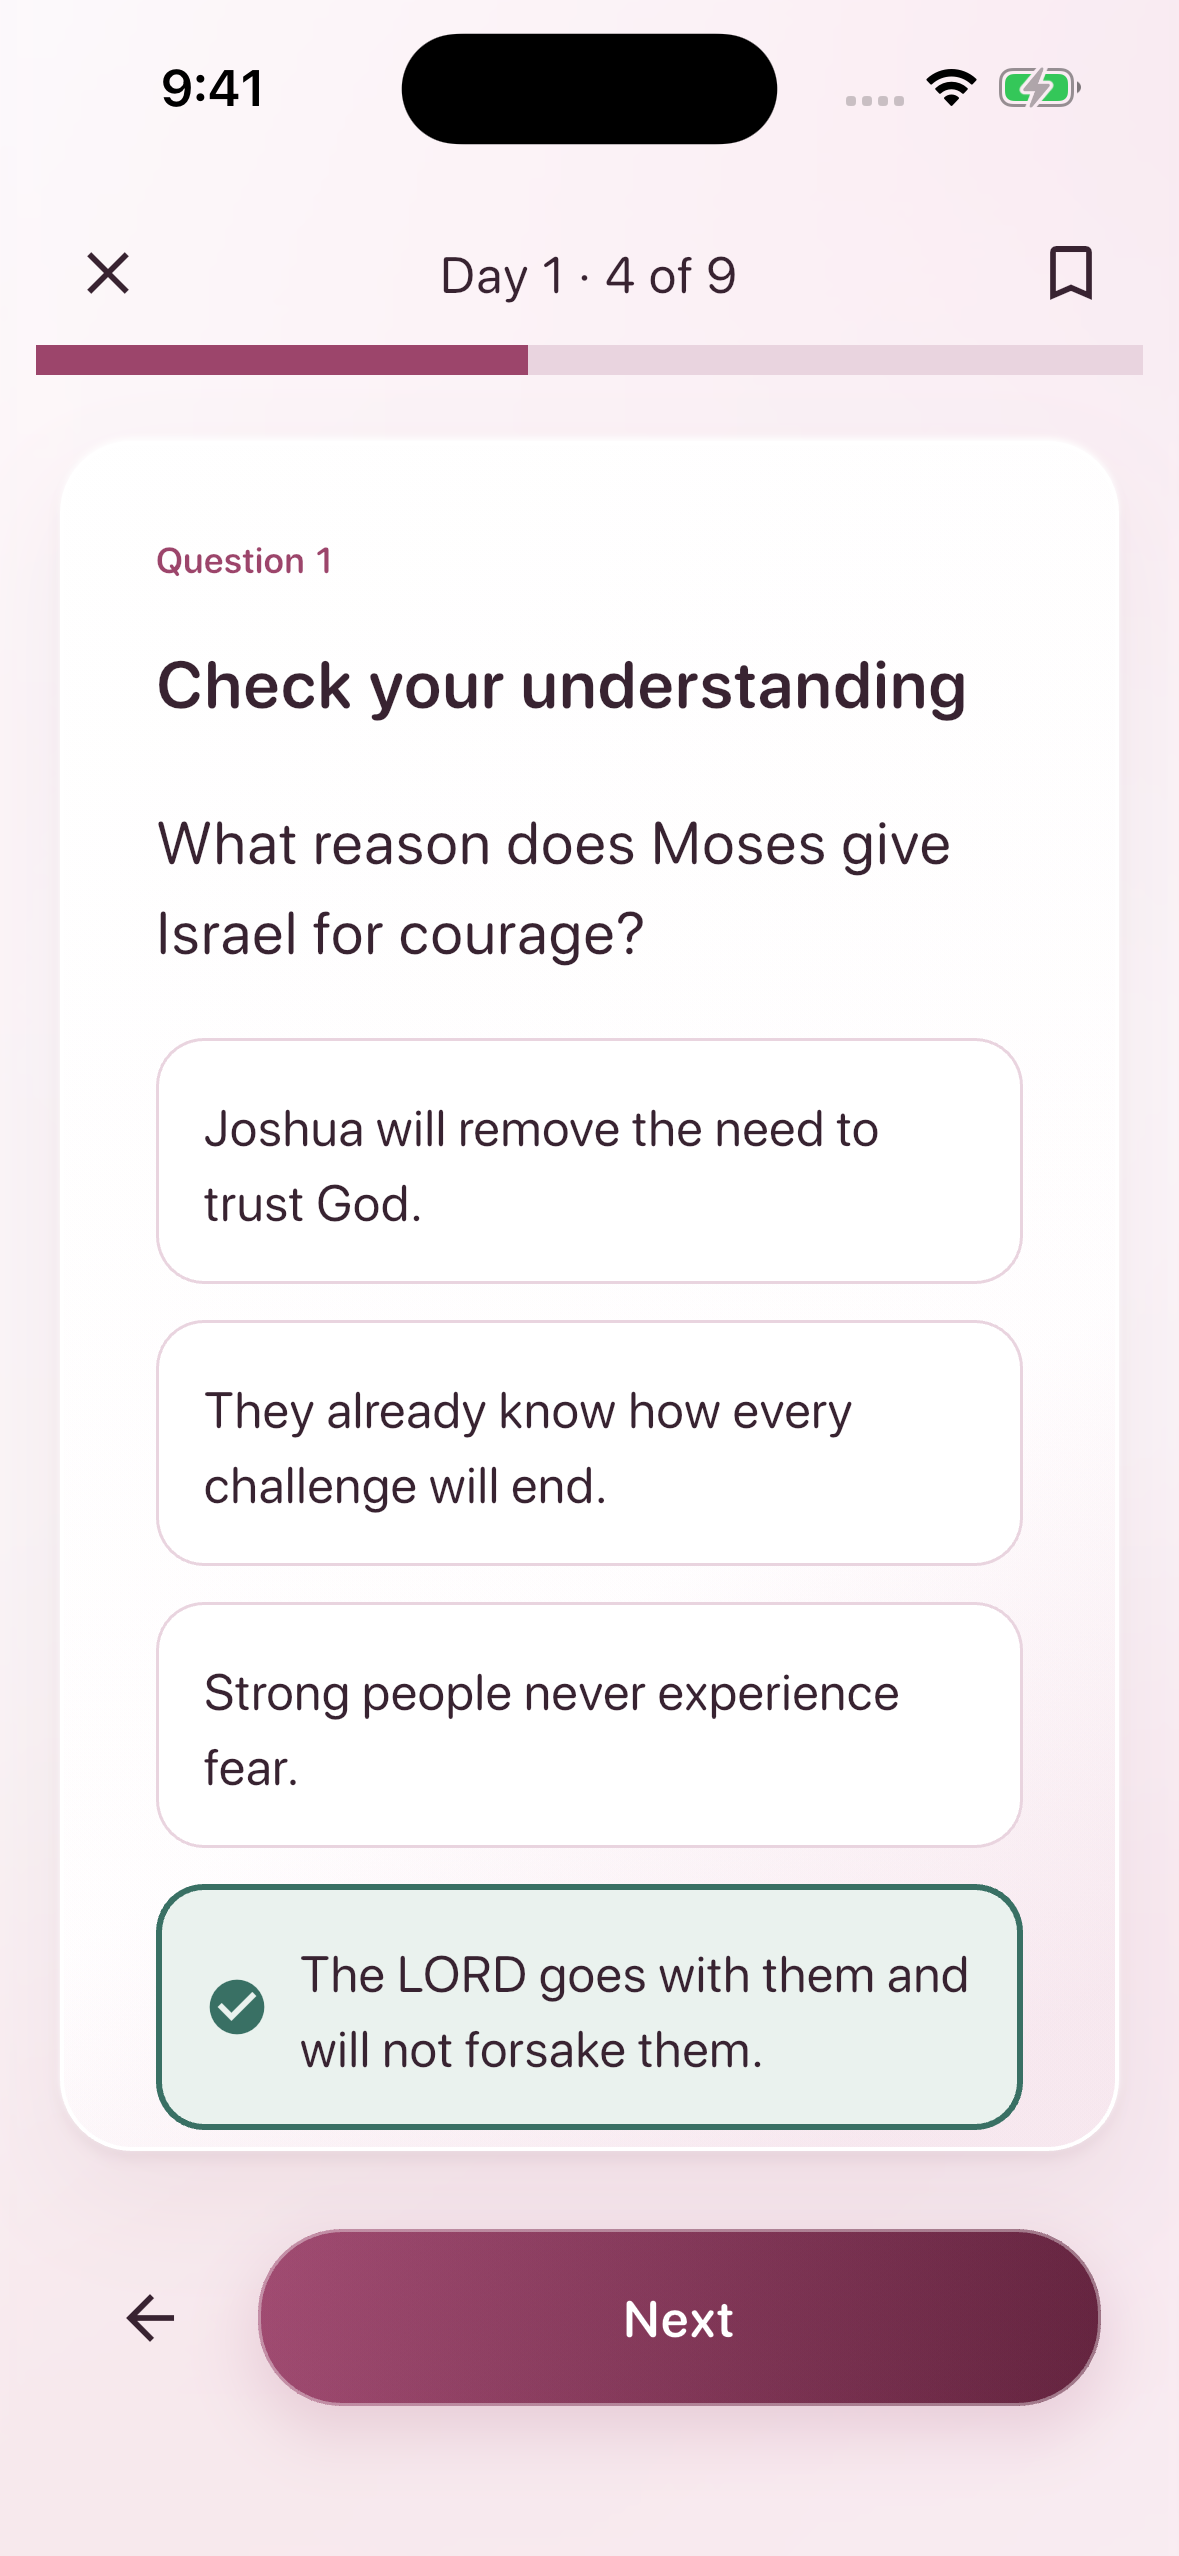 9:41
Day 1 · 4 of 9
Question 1
Check your understanding
What reason does Moses give
Israel for courage?
Joshua will remove the need to
trust God.
They already know how every
challenge will end.
Strong people never experience
fear.
The LORD goes with them and
will not forsake them.
Next